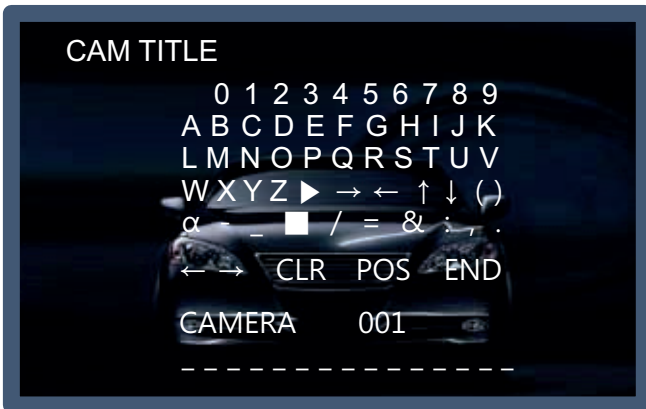 CAM TITLE
0 1 2 3 4 5 6 7 8 9
A B C D E F G H I J K
L M N O P Q R S T U V
W X Y Z ▶ → ← ↑ ↓ ( )
α - _ ■ / = & : , .
← → CLR POS END
CAMERA 001
_ _ _ _ _ _ _ _ _ _ _ _ _ _ _